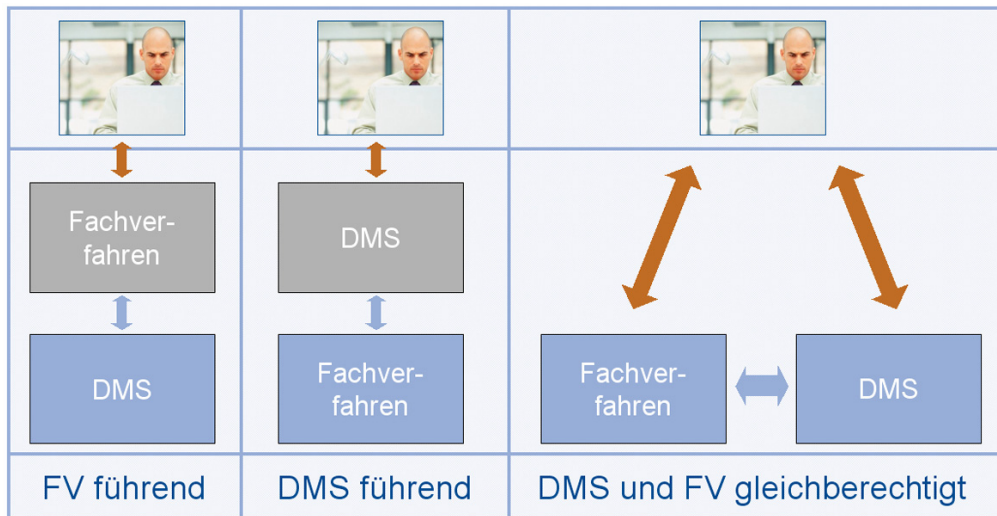 Fachver-
fahren
DMS
FV führend
DMS
Fachver-
fahren
DMS führend
Fachver-
fahren
DMS
DMS und FV gleichberechtigt